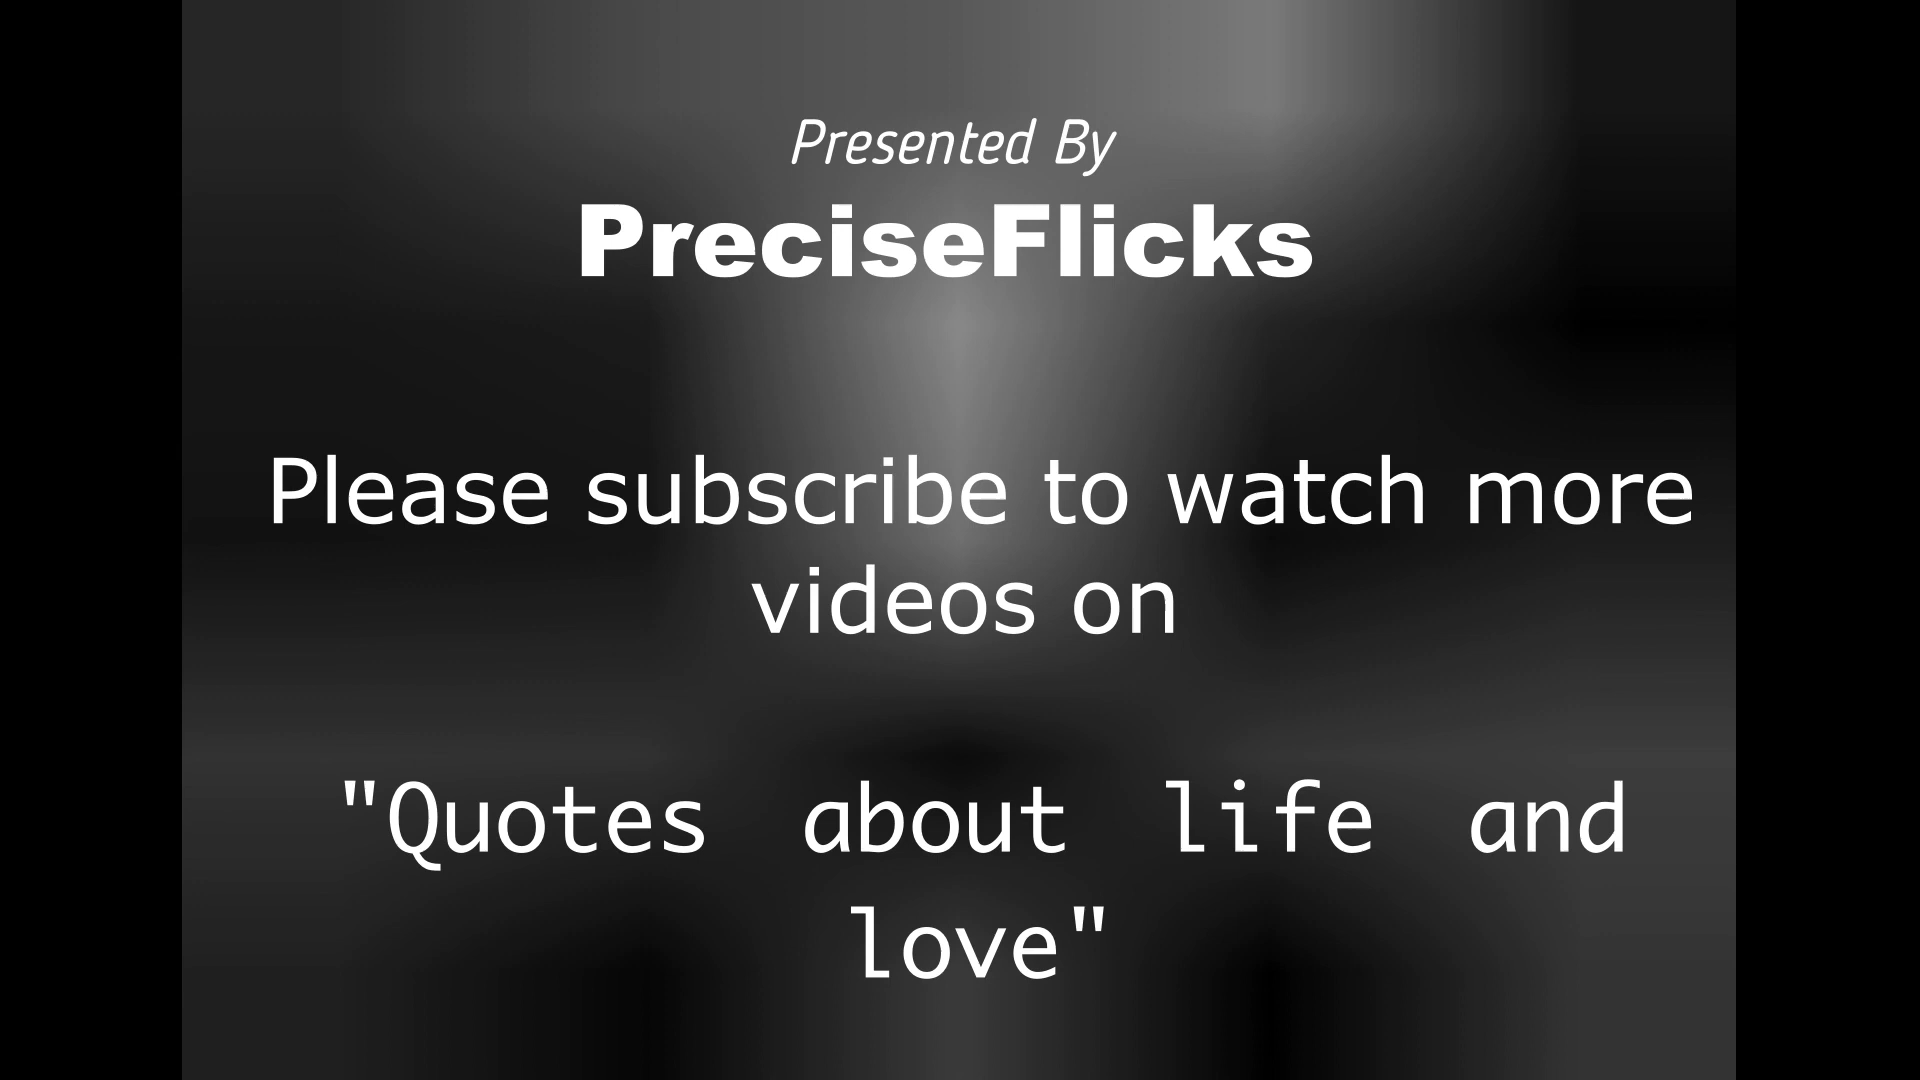 Presented By
PreciseFlicks
Please subscribe to watch more
videos on
"Quotes about life and
love"